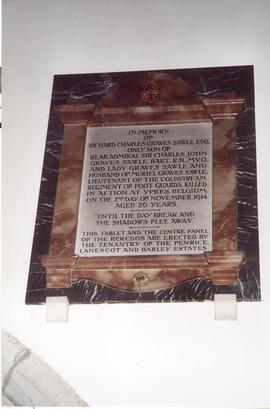 IN MEMORY
OF
RICHARD CHARLES GRAVES SAWLE, ESQ.
ONLY SON OF
REAR ADMIRAL SIR CHARLES JOHN
GRAVES SAWLE, BART. R.N. M.V.O.
AND LADY GRAVES SAWLE AND
HUSBAND OF MURIEL GRAVES SAWLE,
LIEUTENANT OF THE COLDSTREAM
REGIMENT OF FOOT GUARDS. KILLED
IN ACTION AT YPRES, BELGIUM,
ON THE 2ND DAY OF NOVEMBER, 1914
AGED 26 YEARS.
"UNTIL THE DAY BREAK AND
THE SHADOWS FLEE AWAY."
THIS TABLET AND THE CENTRE PANEL
OF THE REREDOS ARE ERECTED BY
THE TENANTRY OF THE PENRICE,
LANESCOT AND BARLEY ESTATES.